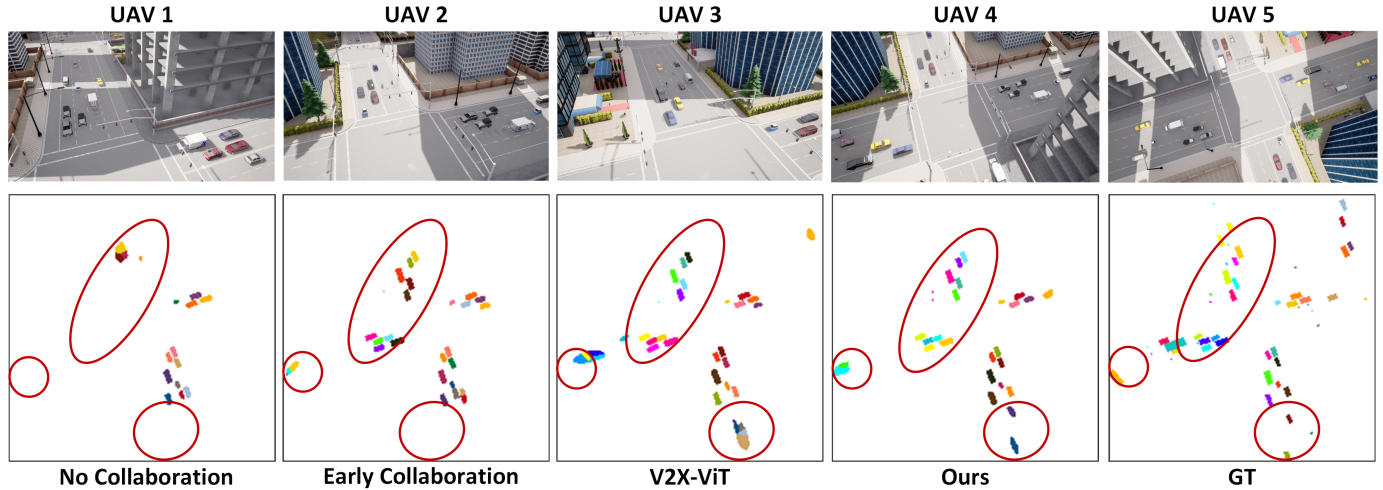 UAV 1 UAV 2 UAV 3 UAV 4 UAV 5
No Collaboration Early Collaboration V2X-ViT Ours GT